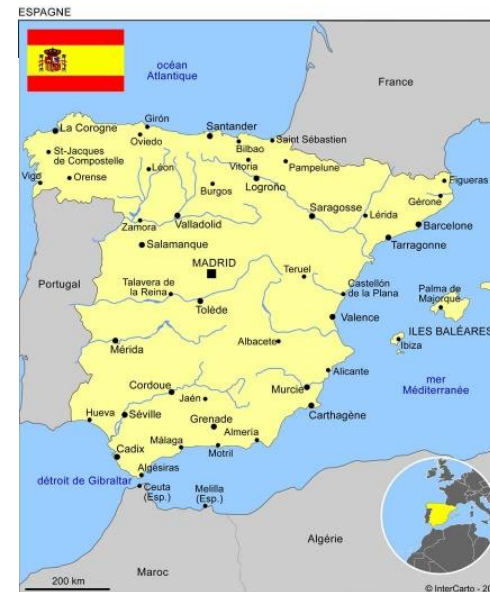 ESPAGNE
océan
Atlantique
France
La Corogne
Girón
Santander
Saint Sébastien
Oviedo
Bilbao
St-Jacques
de Compostelle
Léon
Vitoria
Pampelune
Vigo
Orense
Burgos
Logroño
Figueras
Gérone
Zamora
Valladolid
Saragosse
Lérida
Barcelone
Tarragonne
Salamanque
MADRID
Teruel
Portugal
Talavera de
la Reina
Castellón
de la Plana
Palma de
Majorque
Tolède
Valence
ILES BALÉARES
Ibiza
Mérida
Albacete
Alicante
mer
Méditerranée
Cordoue
Jaén
Murcie
Carthagène
Hueva
Séville
Grenade
Almería
Málaga
Motril
Cadix
Algésiras
détroit de Gibraltar
Ceuta
(Esp.)
Melilla
(Esp.)
Algérie
Maroc
200 km
© InterCarto - 20